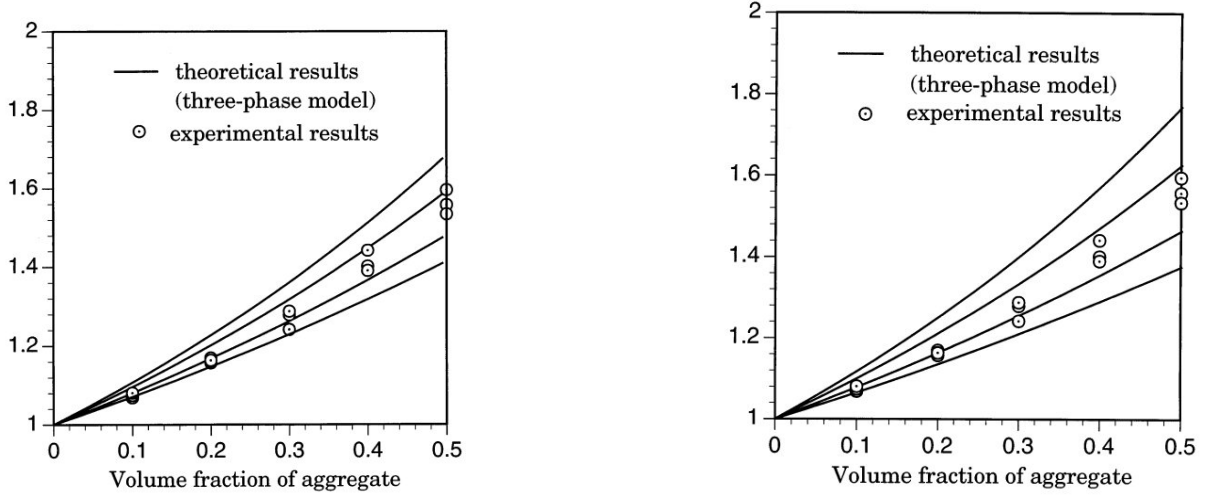 2
theoretical results
(three-phase model)
experimental results
1.8
1.6
1.4
1.2
1
0 0.1 0.2 0.3 0.4 0.5
Volume fraction of aggregate
2
theoretical results
(three-phase model)
experimental results
1.8
1.6
1.4
1.2
1
0 0.1 0.2 0.3 0.4 0.5
Volume fraction of aggregate